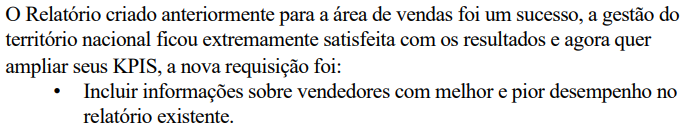 O Relatório criado anteriormente para a área de vendas foi um sucesso, a gestão do
território nacional ficou extremamente satisfeita com os resultados e agora quer
ampliar seus KPIS, a nova requisição foi:
• Incluir informações sobre vendedores com melhor e pior desempenho no
relatório existente.